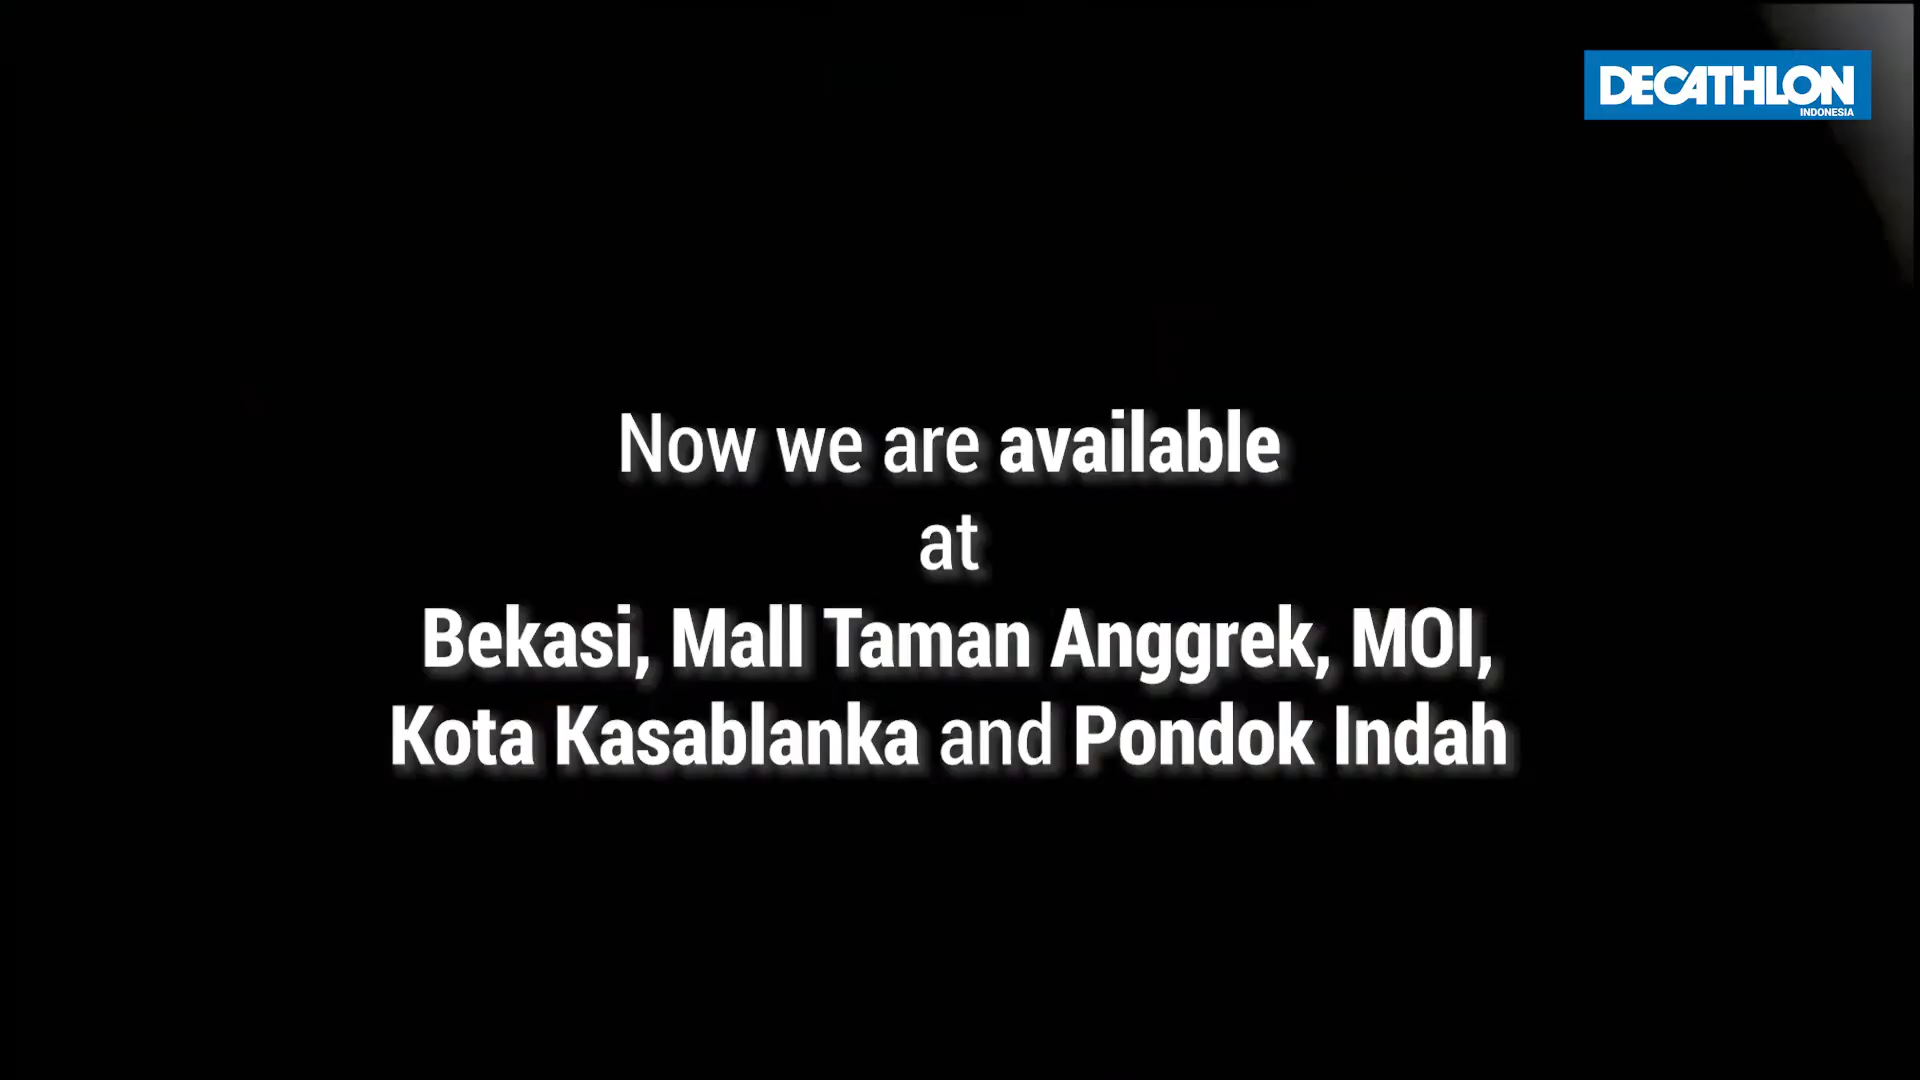 DECATHLON
INDONESIA
Now we are available
at
Bekasi, Mall Taman Anggrek, MOI,
Kota Kasablanka and Pondok Indah